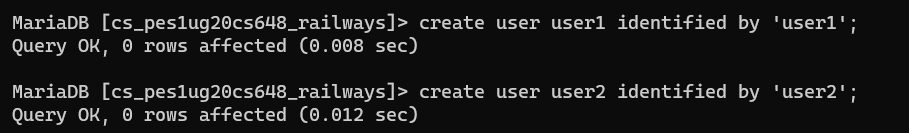 MariaDB [cs_pes1ug20cs648_railways]> create user user1 identified by 'user1';
Query OK, 0 rows affected (0.008 sec)
MariaDB [cs_pes1ug20cs648_railways]> create user user2 identified by 'user2';
Query OK, 0 rows affected (0.012 sec)